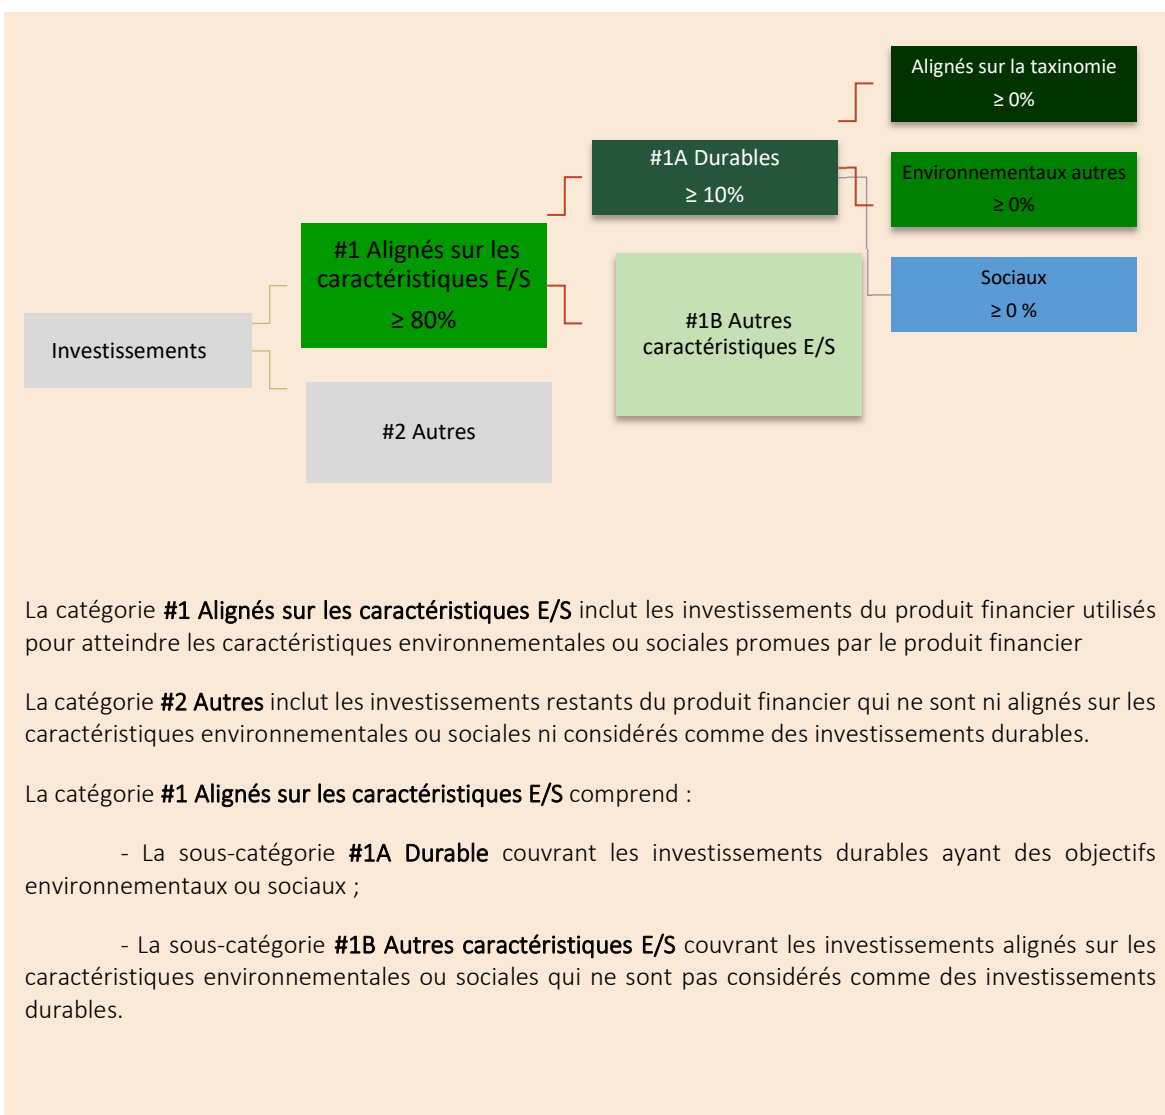 Alignés sur la taxinomie
≥ 0%
#1A Durables
≥ 10%
Environnementaux autres
≥ 0%
#1 Alignés sur les
caractéristiques E/S
≥ 80%
Sociaux
≥ 0 %
#1B Autres
caractéristiques E/S
Investissements
#2 Autres
La catégorie #1 Alignés sur les caractéristiques E/S inclut les investissements du produit financier utilisés
pour atteindre les caractéristiques environnementales ou sociales promues par le produit financier
La catégorie #2 Autres inclut les investissements restants du produit financier qui ne sont ni alignés sur les
caractéristiques environnementales ou sociales ni considérés comme des investissements durables.
La catégorie #1 Alignés sur les caractéristiques E/S comprend :
- La sous-catégorie #1A Durable couvrant les investissements durables ayant des objectifs
environnementaux ou sociaux ;
- La sous-catégorie #1B Autres caractéristiques E/S couvrant les investissements alignés sur les
caractéristiques environnementales ou sociales qui ne sont pas considérés comme des investissements
durables.